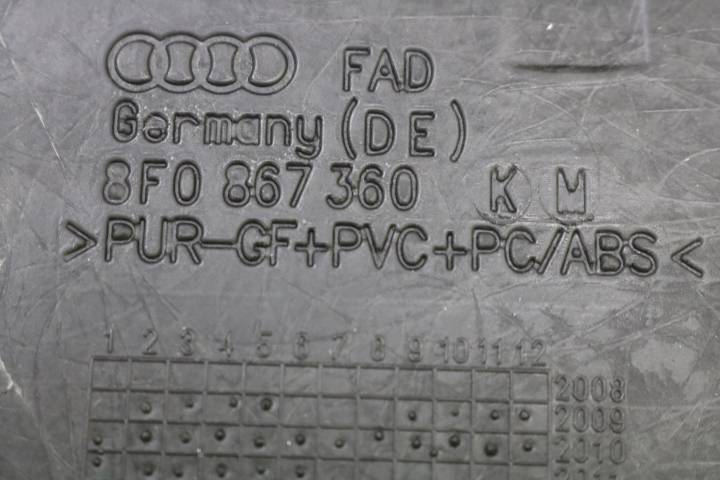 FAD
Germany (DE)
8F0 867 360 K M
>PUR-GF+PVC+PC/ABS<
1 2 3 4 5 6 7 8 9 10 11 12
2008
2009
2010